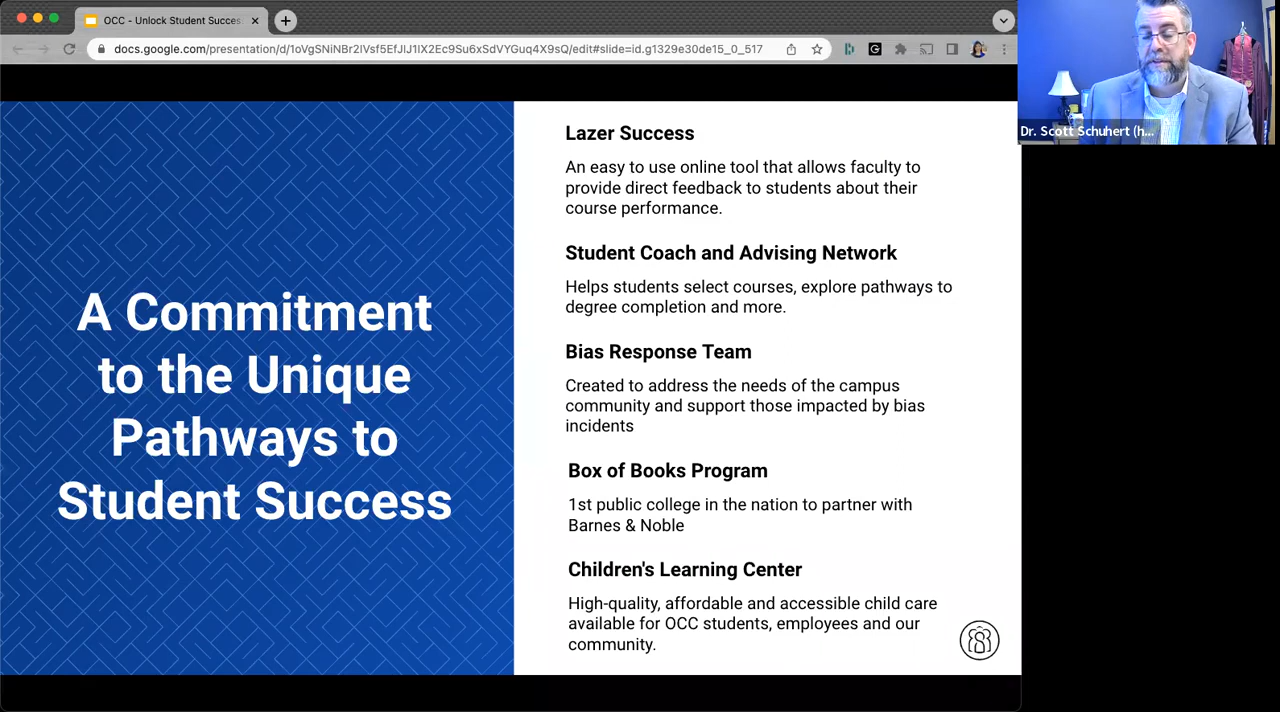 OCC - Unlock Student Succes
docs.google.com/presentation/d/1oVgSNiNBr2lVsf5EfJlJ1lX2Ec9Su6xSdVYGuq4X9sQ/edit#slide=id.g1329e30de15_0_517
Dr. Scott Schuhert (h...
A Commitment
to the Unique
Pathways to
Student Success
Lazer Success
An easy to use online tool that allows faculty to
provide direct feedback to students about their
course performance.
Student Coach and Advising Network
Helps students select courses, explore pathways to
degree completion and more.
Bias Response Team
Created to address the needs of the campus
community and support those impacted by bias
incidents
Box of Books Program
1st public college in the nation to partner with
Barnes & Noble
Children's Learning Center
High-quality, affordable and accessible child care
available for OCC students, employees and our
community.